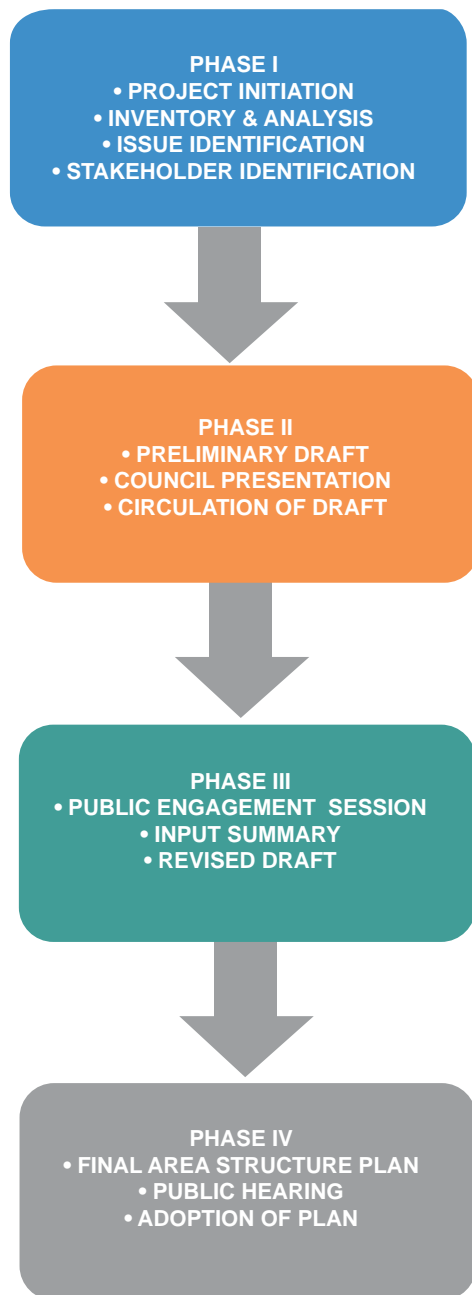 PHASE I
• PROJECT INITIATION
• INVENTORY & ANALYSIS
• ISSUE IDENTIFICATION
• STAKEHOLDER IDENTIFICATION
PHASE II
• PRELIMINARY DRAFT
• COUNCIL PRESENTATION
• CIRCULATION OF DRAFT
PHASE III
• PUBLIC ENGAGEMENT  SESSION
• INPUT SUMMARY
• REVISED DRAFT
PHASE IV
• FINAL AREA STRUCTURE PLAN
• PUBLIC HEARING
• ADOPTION OF PLAN